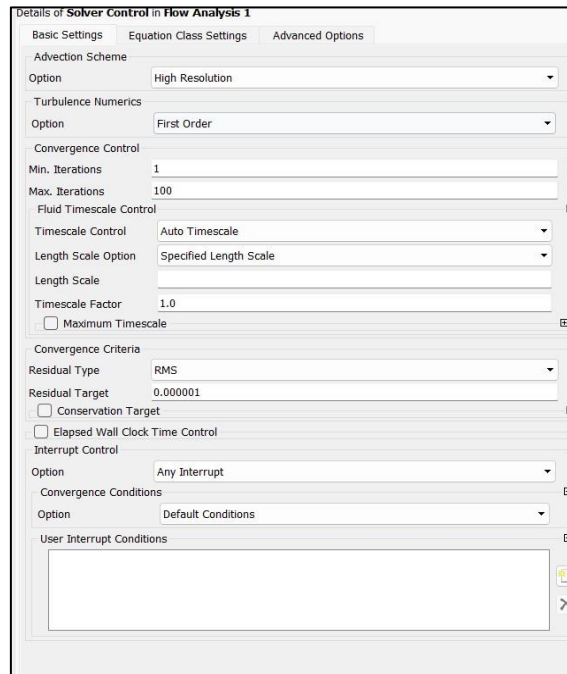 Details of Solver Control in Flow Analysis 1
Basic Settings Equation Class Settings Advanced Options
Advection Scheme
Option High Resolution
Turbulence Numerics
Option First Order
Convergence Control
Min. Iterations 1
Max. Iterations 100
Fluid Timescale Control
Timescale Control Auto Timescale
Length Scale Option Specified Length Scale
Length Scale
Timescale Factor 1.0
Maximum Timescale
Convergence Criteria
Residual Type RMS
Residual Target 0.000001
Conservation Target
Elapsed Wall Clock Time Control
Interrupt Control
Option Any Interrupt
Convergence Conditions
Option Default Conditions
User Interrupt Conditions